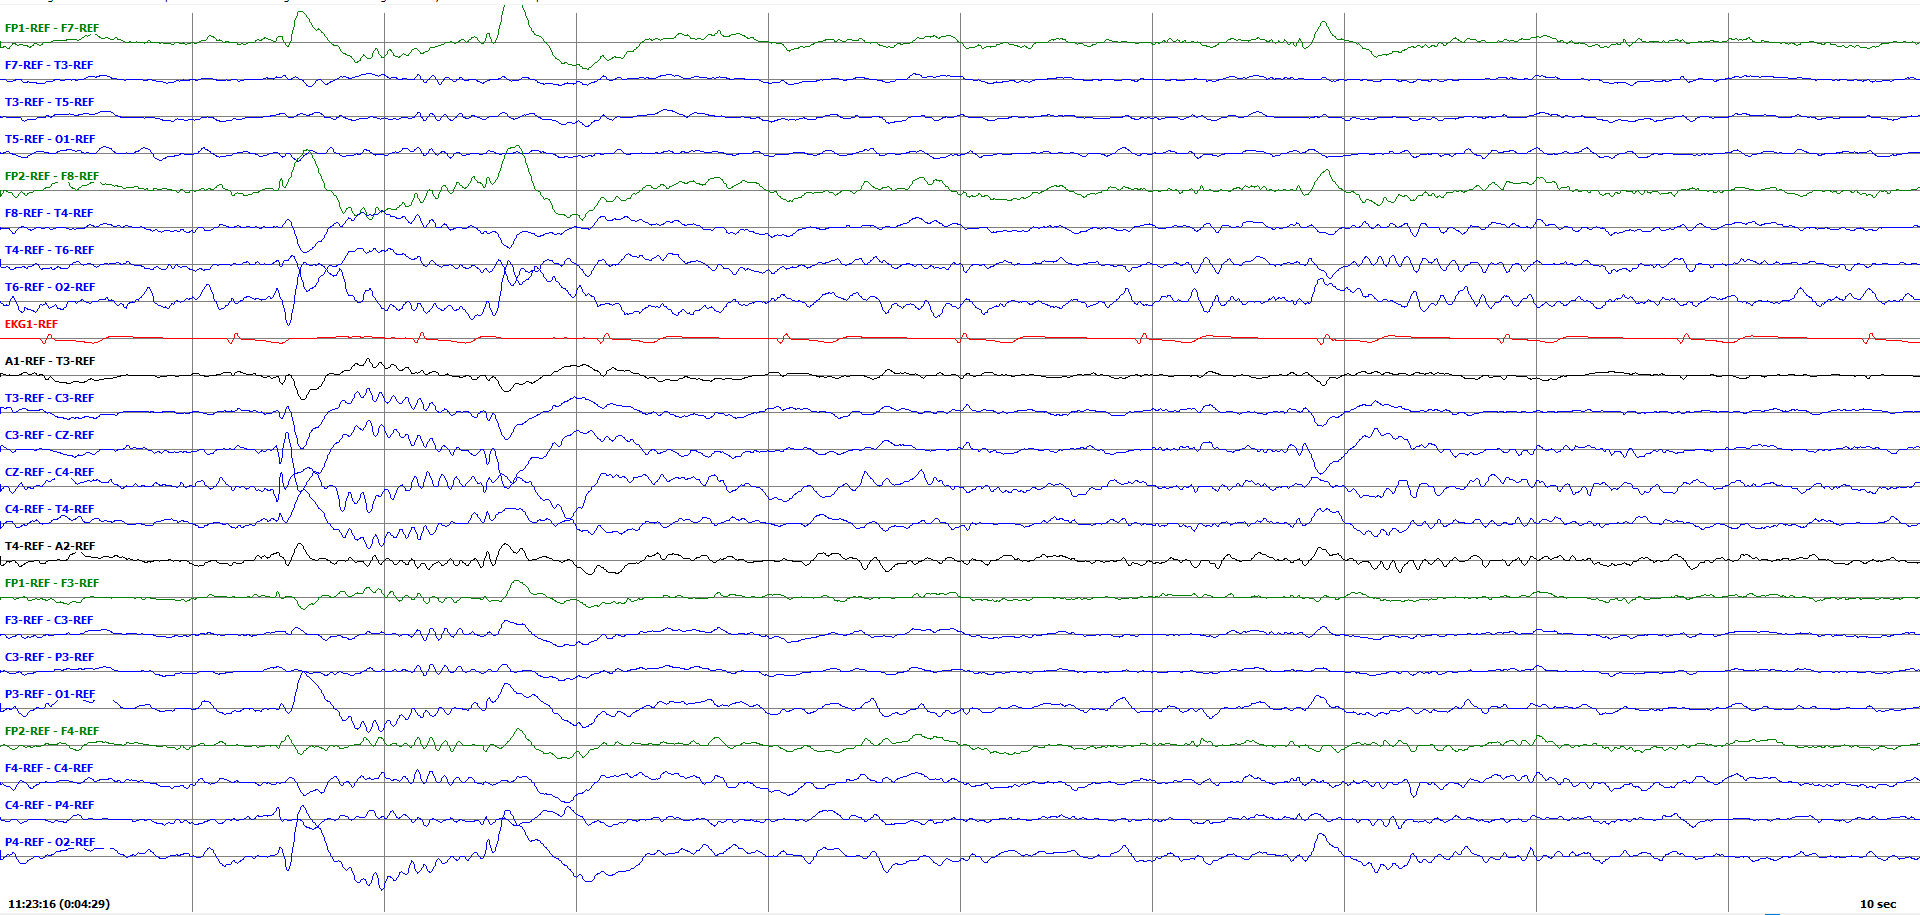 FP1-REF - F7-REF
F7-REF - T3-REF
T3-REF - T5-REF
T5-REF - O1-REF
FP2-REF - F8-REF
F8-REF - T4-REF
T4-REF - T6-REF
T6-REF - O2-REF
EKG1-REF
A1-REF - T3-REF
T3-REF - C3-REF
C3-REF - CZ-REF
CZ-REF - C4-REF
C4-REF - T4-REF
T4-REF - A2-REF
FP1-REF - F3-REF
F3-REF - C3-REF
C3-REF - P3-REF
P3-REF - O1-REF
FP2-REF - F4-REF
F4-REF - C4-REF
C4-REF - P4-REF
P4-REF - O2-REF
11:23:16 (0:04:29)
10 sec